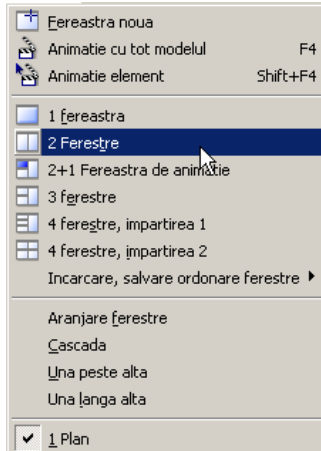 Fereastra noua
Animatie cu tot modelul F4
Animatie element Shift+F4
1 fereastra
2 Ferestre
2+1 Fereastra de animatie
3 ferestre
4 ferestre, impartirea 1
4 ferestre, impartirea 2
Incarcare, salvare ordonare ferestre
Aranjare ferestre
Cascada
Una peste alta
Una langa alta
1 Plan